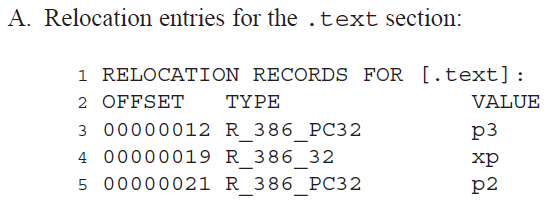 A. Relocation entries for the .text section:
1 RELOCATION RECORDS FOR [.text]:
2 OFFSET TYPE VALUE
3 00000012 R_386_PC32 p3
4 00000019 R_386_32 xp
5 00000021 R_386_PC32 p2